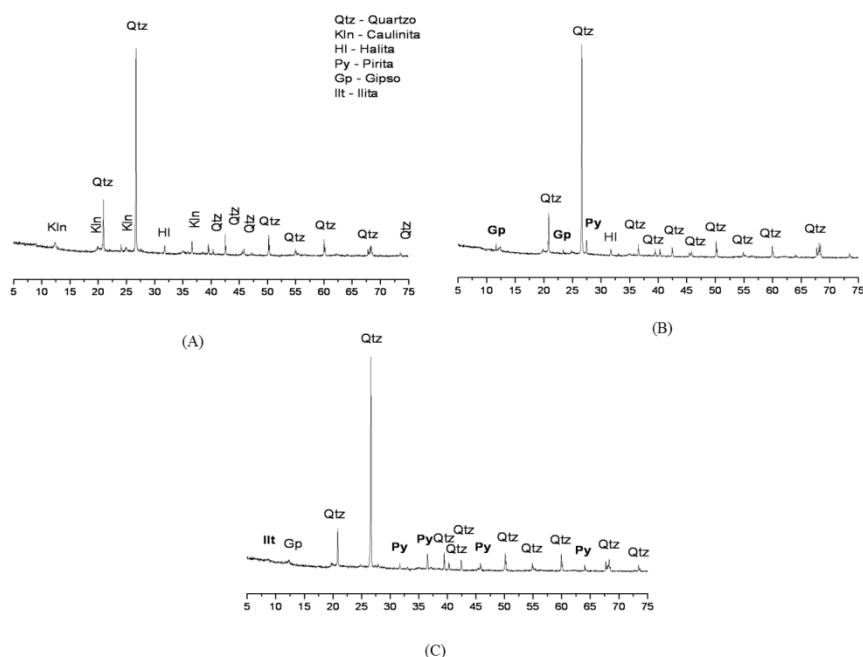 Qtz - Quartzo
Kln - Caulinita
Hl - Halita
Py - Pirita
Gp - Gipso
Ilt - Ilita
Qtz
Qtz
Kln
Kln
Kln
Hl
Kln
Qtz
Qtz
Qtz
Qtz
Qtz
Qtz
Qtz
Qtz
5 10 15 20 25 30 35 40 45 50 55 60 65 70 75
(A)
Qtz
Qtz
Gp
Gp
Py
Hl
Qtz
Qtz
Qtz
Qtz
Qtz
Qtz
Qtz
Qtz
5 10 15 20 25 30 35 40 45 50 55 60 65 70 75
(B)
Qtz
Qtz
Ilt
Gp
Py
Py
Qtz
Qtz
Qtz
Py
Qtz
Qtz
Qtz
Py
Qtz
Qtz
5 10 15 20 25 30 35 40 45 50 55 60 65 70 75
(C)